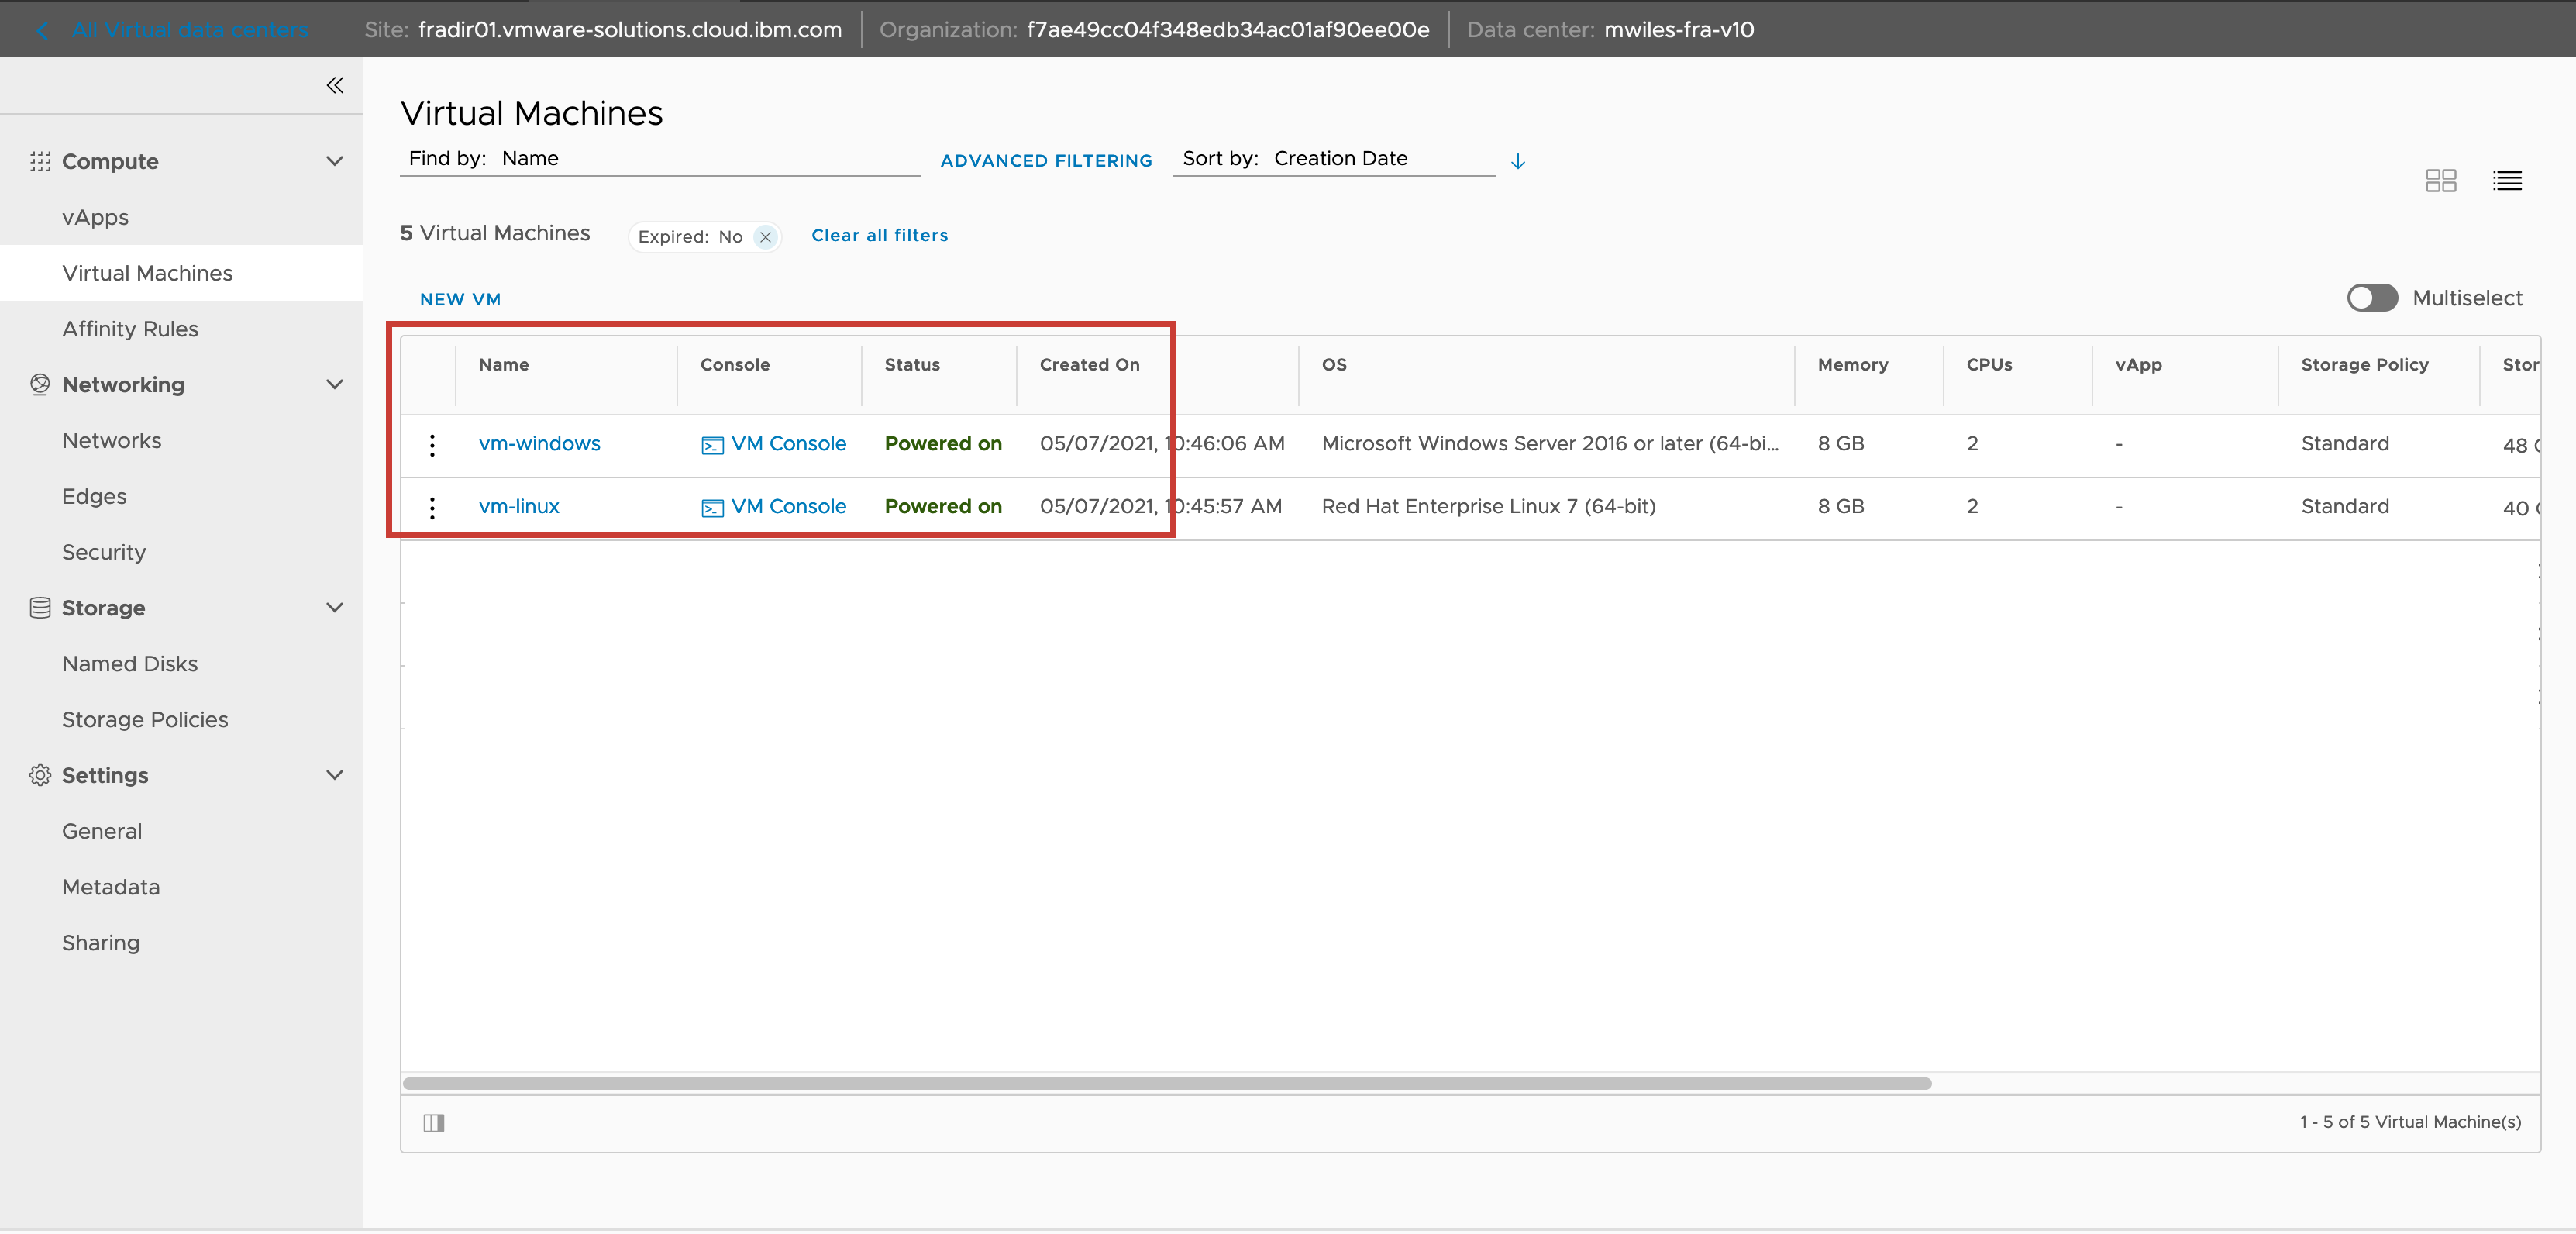 All Virtual data centers Site: fradir01.vmware-solutions.cloud.ibm.com Organization: f7ae49cc04f348edb34ac01af90ee00e Data center: mwiles-fra-v10
Compute
vApps
Virtual Machines
Affinity Rules
Networking
Networks
Edges
Security
Storage
Named Disks
Storage Policies
Settings
General
Metadata
Sharing
Virtual Machines
Find by: Name ADVANCED FILTERING Sort by: Creation Date
5 Virtual Machines Expired: No Clear all filters
NEW VM Multiselect
Name Console Status Created On OS Memory CPUs vApp Storage Policy Stor
vm-windows VM Console Powered on 05/07/2021, 10:46:06 AM Microsoft Windows Server 2016 or later (64-bi... 8 GB 2 - Standard 48
vm-linux VM Console Powered on 05/07/2021, 10:45:57 AM Red Hat Enterprise Linux 7 (64-bit) 8 GB 2 - Standard 40
1 - 5 of 5 Virtual Machine(s)